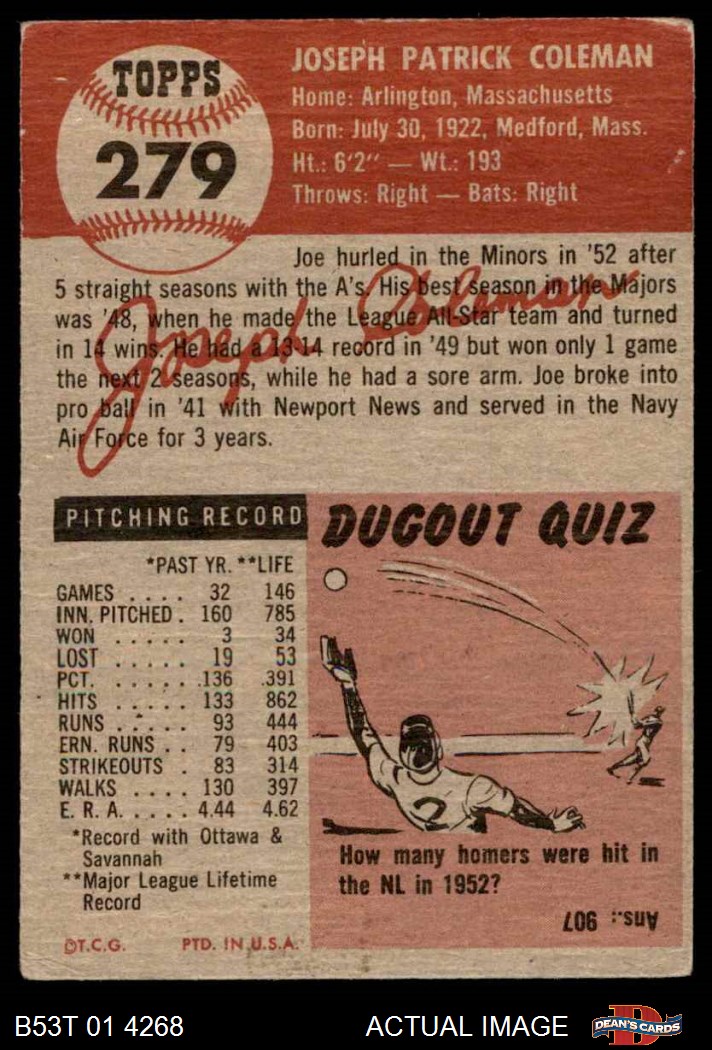 TOPPS
279
JOSEPH PATRICK COLEMAN
Home: Arlington, Massachusetts
Born: July 30, 1922, Medford, Mass.
Ht.: 6'2" — Wt.: 193
Throws: Right — Bats: Right
Joe hurled in the Minors in '52 after
5 straight seasons with the A's. His best season in the Majors
was '48, when he made the League All-Star team and turned
in 14 wins. He had a 13-14 record in '49 but won only 1 game
the next 2 seasons, while he had a sore arm. Joe broke into
pro ball in '41 with Newport News and served in the Navy
Air Force for 3 years.
Joseph Coleman
PITCHING RECORD
*PAST YR. **LIFE
GAMES . . . . 32 146
INN. PITCHED . 160 785
WON . . . . . 3 34
LOST . . . . . 19 53
PCT. . . . . . .136 .391
HITS . . . . . 133 862
RUNS . . . . . 93 444
ERN. RUNS . . 79 403
STRIKEOUTS . 83 314
WALKS . . . . 130 397
E. R. A. . . . . 4.44 4.62
*Record with Ottawa &
Savannah
**Major League Lifetime
Record
©T.C.G. PTD. IN U.S.A.
DUGOUT QUIZ
2
How many homers were hit in
the NL in 1952?
Ans.: 907
B53T 01 4268 ACTUAL IMAGE
D
DEAN'S CARDS